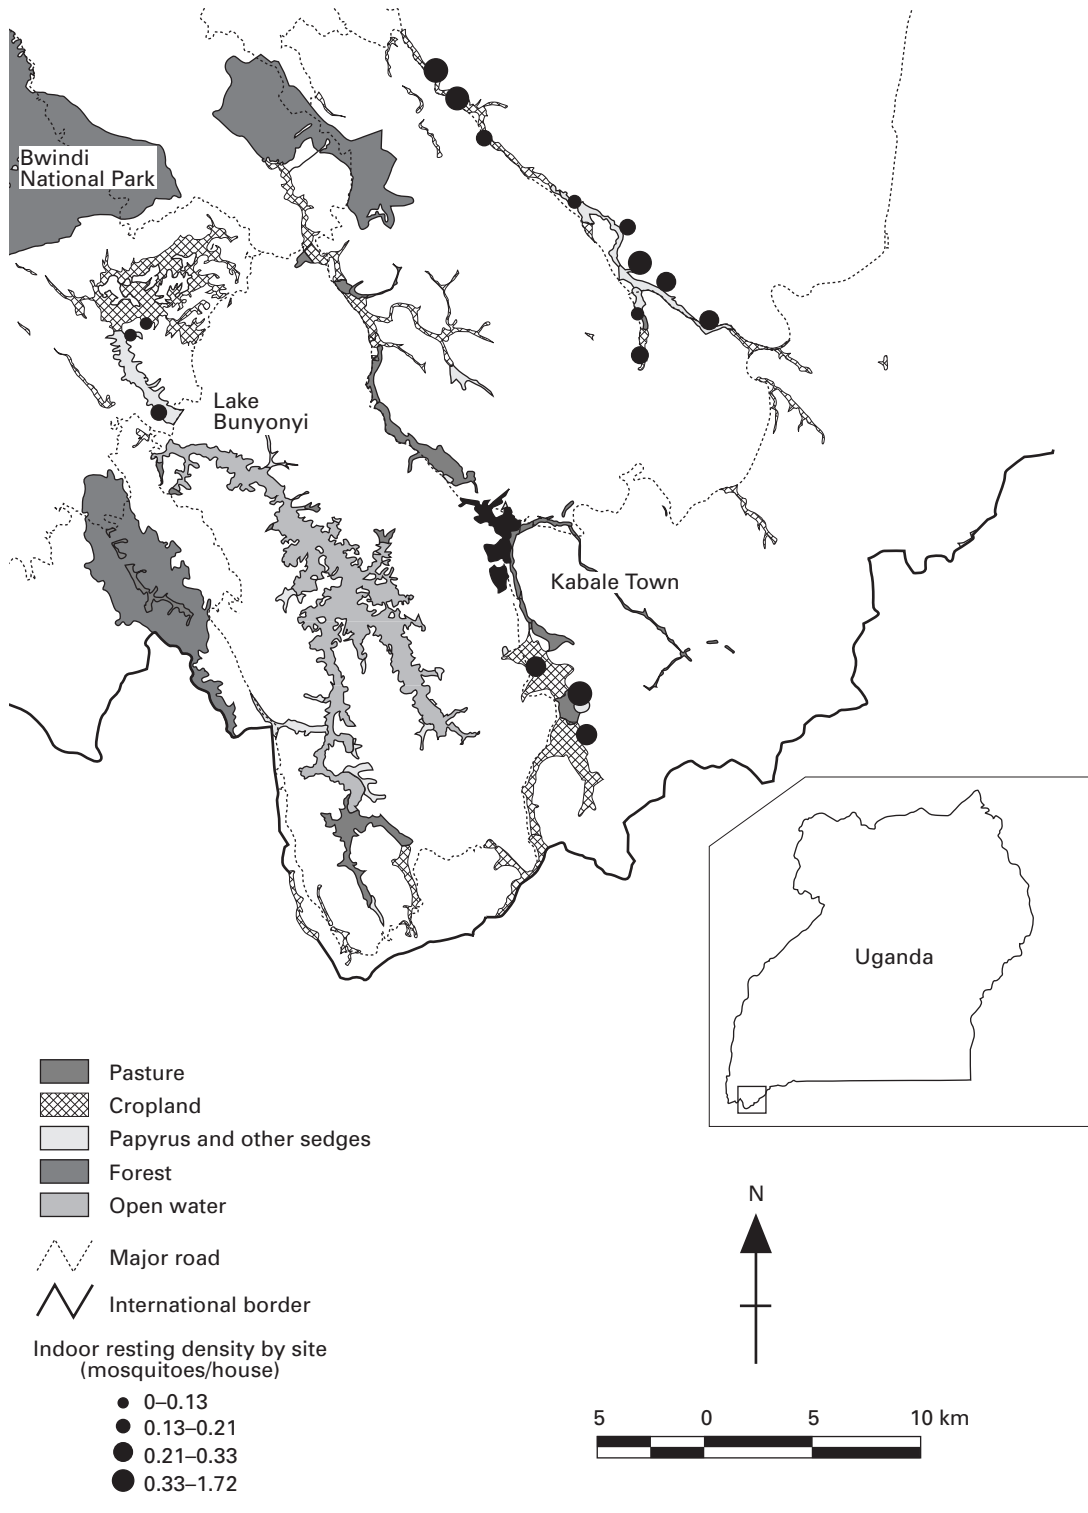 Bwindi
National Park
Lake
Bunyonyi
Kabale Town
Uganda
Pasture
Cropland
Papyrus and other sedges
Forest
Open water
Major road
International border
Indoor resting density by site
(mosquitoes/house)
0–0.13
0.13–0.21
0.21–0.33
0.33–1.72
N
5 0 5 10 km